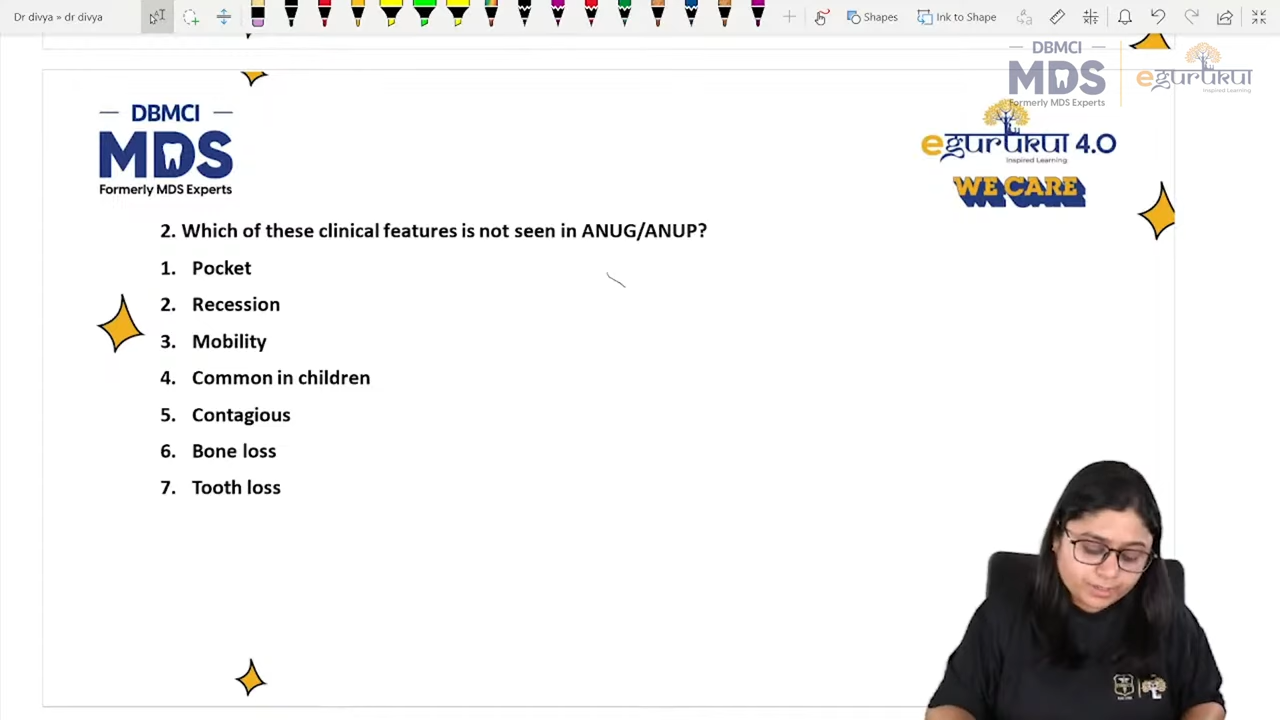 Dr divya » dr divya
Shapes
Ink to Shape
DBMCI
MDS
Formerly MDS Experts
egurukul
Inspired Learning
DBMCI
MDS
Formerly MDS Experts
egurukul 4.0
Inspired Learning
WE CARE
2. Which of these clinical features is not seen in ANUG/ANUP?
1. Pocket
2. Recession
3. Mobility
4. Common in children
5. Contagious
6. Bone loss
7. Tooth loss